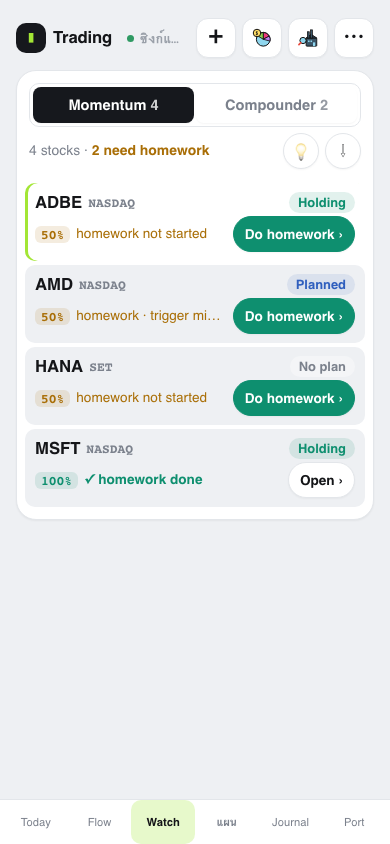 Trading ซิงก์แ...
Momentum 4 Compounder 2
4 stocks · 2 need homework
ADBE NASDAQ Holding
50% homework not started Do homework ›
AMD NASDAQ Planned
50% homework · trigger mi... Do homework ›
HANA SET No plan
50% homework not started Do homework ›
MSFT NASDAQ Holding
100% ✓ homework done Open ›
Today Flow Watch แผน Journal Port